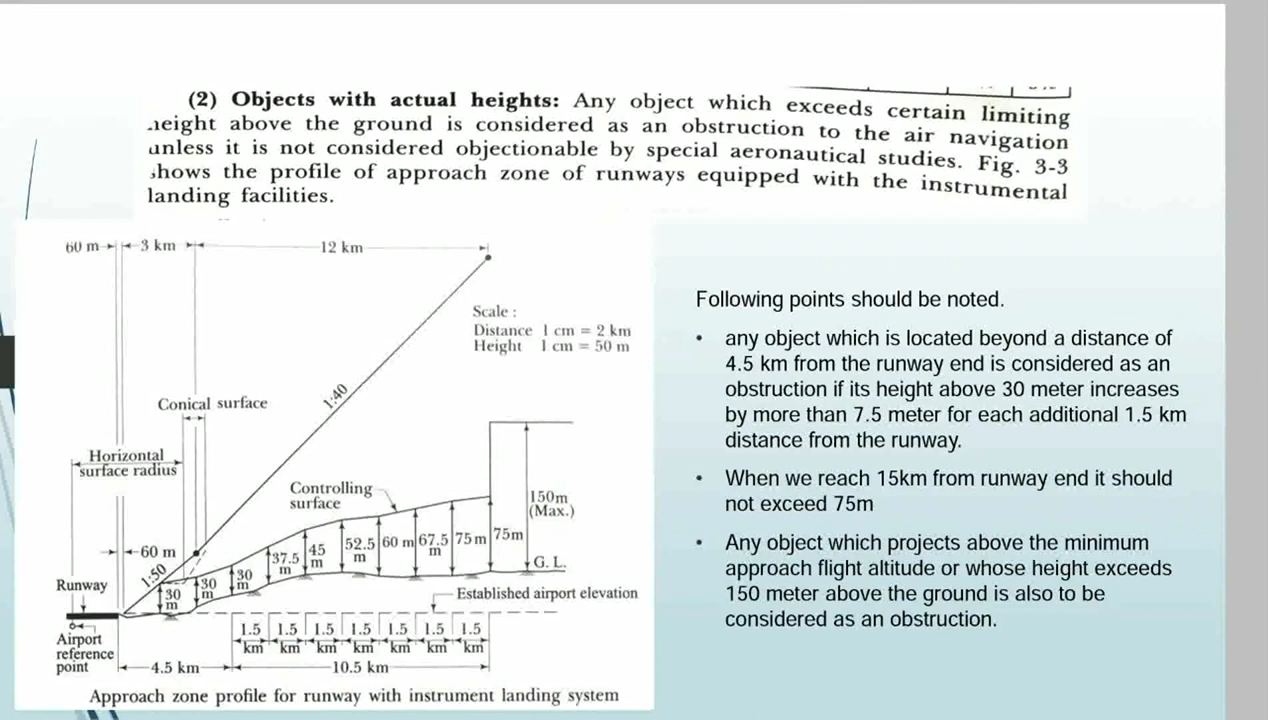 (2) Objects with actual heights: Any object which exceeds certain limiting
height above the ground is considered as an obstruction to the air navigation
unless it is not considered objectionable by special aeronautical studies. Fig. 3-3
shows the profile of approach zone of runways equipped with the instrumental
landing facilities.
60 m 3 km 12 km
Scale :
Distance 1 cm = 2 km
Height 1 cm = 50 m
1:40
Conical surface
Horizontal
surface radius
Controlling
surface
150m
(Max.)
60 m
1:50
30
m
30
m
30
m
37.5
m
45
m
52.5
m
60 m
67.5
m
75 m
75m
G. L.
Runway
Established airport elevation
Airport
reference
point
1.5 1.5 1.5 1.5 1.5 1.5 1.5
km km km km km km km
4.5 km 10.5 km
Approach zone profile for runway with instrument landing system
Following points should be noted.
• any object which is located beyond a distance of
4.5 km from the runway end is considered as an
obstruction if its height above 30 meter increases
by more than 7.5 meter for each additional 1.5 km
distance from the runway.
• When we reach 15km from runway end it should
not exceed 75m
• Any object which projects above the minimum
approach flight altitude or whose height exceeds
150 meter above the ground is also to be
considered as an obstruction.